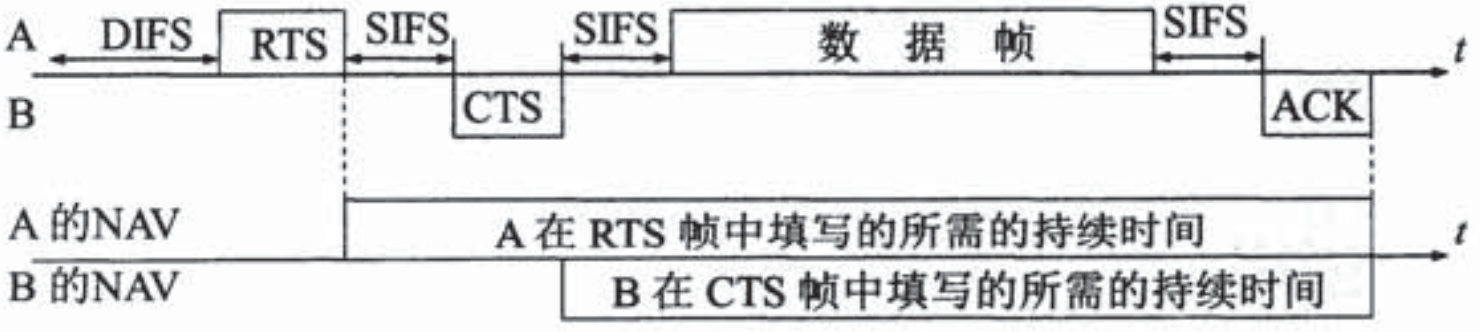 A DIFS RTS SIFS SIFS 数据帧 SIFS t
B CTS ACK
A 的NAV A 在 RTS 帧中填写的所需的持续时间 t
B 的NAV B 在 CTS 帧中填写的所需的持续时间